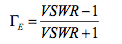 Γ_E = (VSWR − 1) / (VSWR + 1)